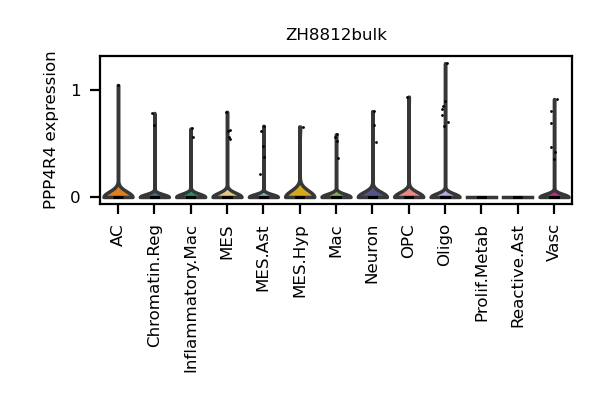 ZH8812bulk
PPP4R4 expression
1
0
AC
Chromatin.Reg
Inflammatory.Mac
MES
MES.Ast
MES.Hyp
Mac
Neuron
OPC
Oligo
Prolif.Metab
Reactive.Ast
Vasc